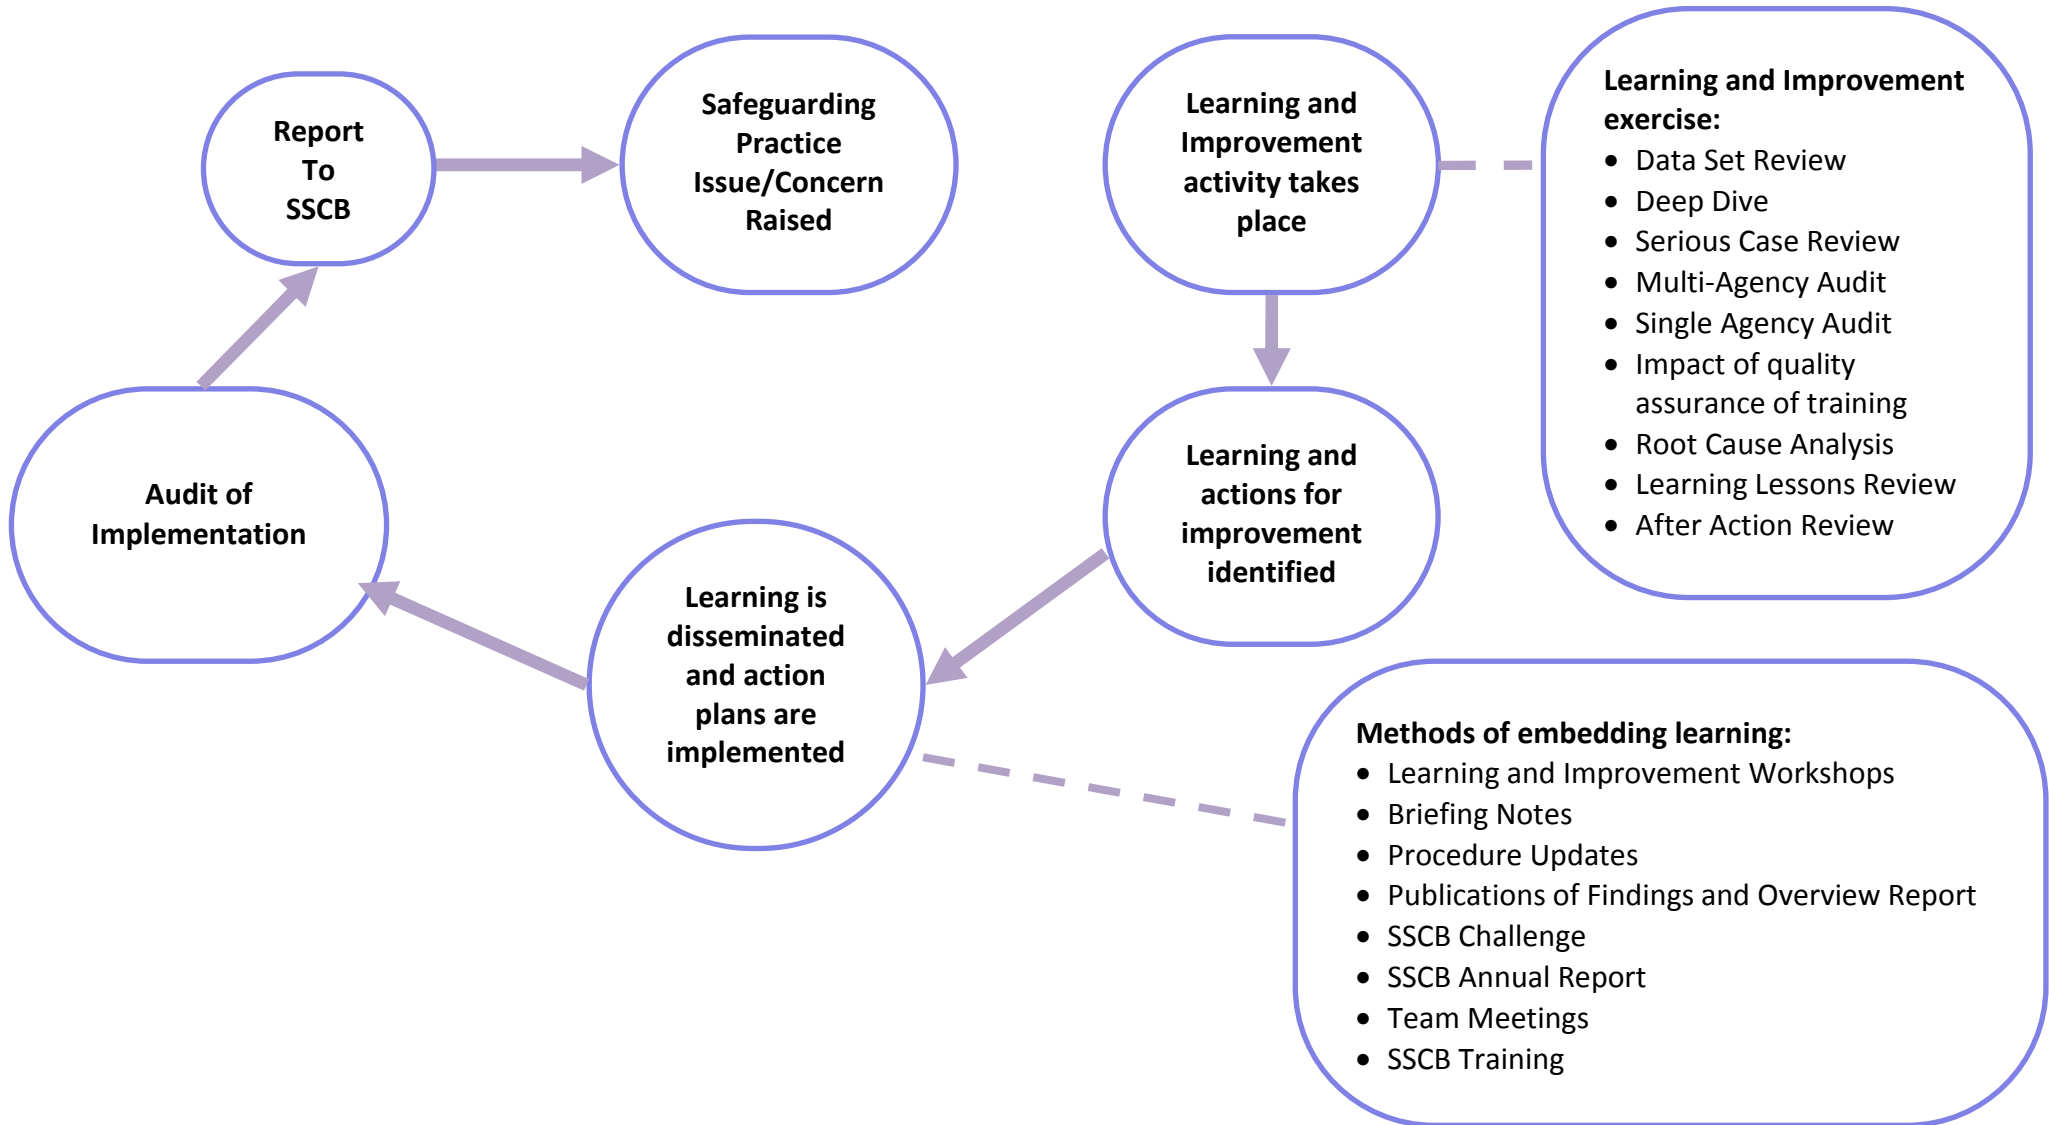 Report
To
SSCB
Safeguarding
Practice
Issue/Concern
Raised
Learning and
Improvement
activity takes
place
Learning and Improvement
exercise:
• Data Set Review
• Deep Dive
• Serious Case Review
• Multi-Agency Audit
• Single Agency Audit
• Impact of quality
assurance of training
• Root Cause Analysis
• Learning Lessons Review
• After Action Review
Audit of
Implementation
Learning is
disseminated
and action
plans are
implemented
Learning and
actions for
improvement
identified
Methods of embedding learning:
• Learning and Improvement Workshops
• Briefing Notes
• Procedure Updates
• Publications of Findings and Overview Report
• SSCB Challenge
• SSCB Annual Report
• Team Meetings
• SSCB Training